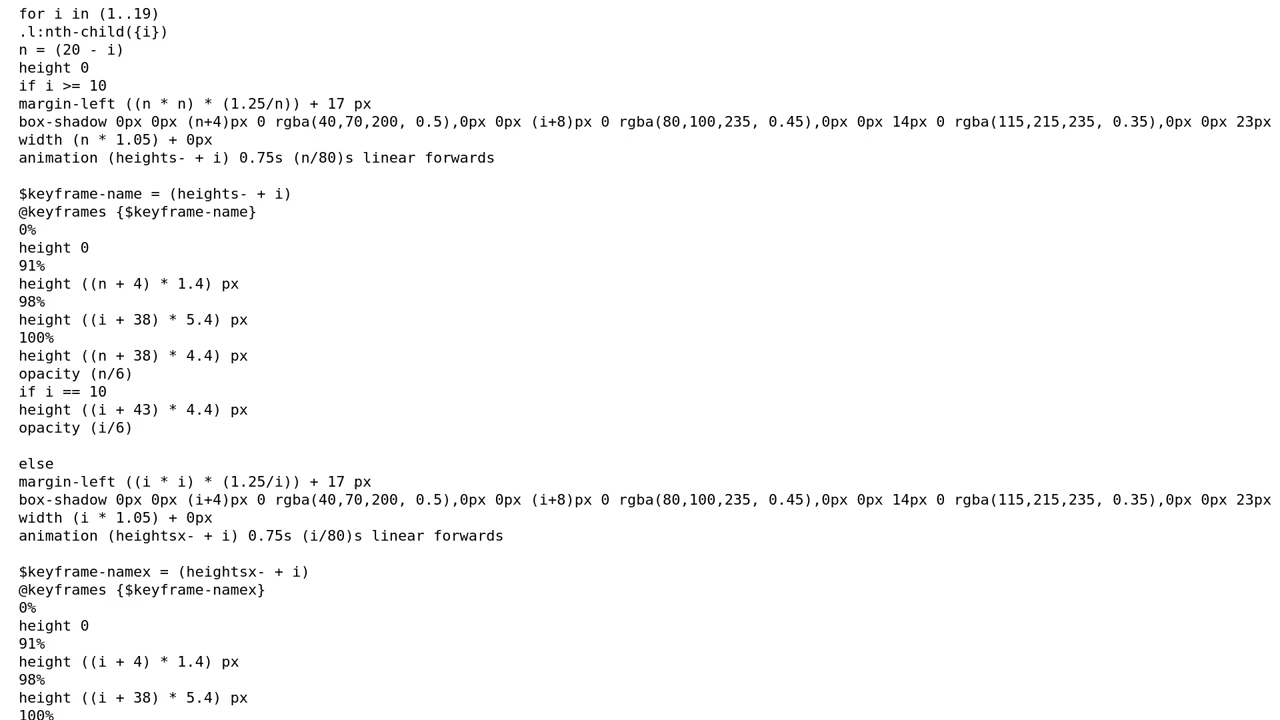 for i in (1..19)
.l:nth-child({i})
n = (20 - i)
height 0
if i >= 10
margin-left ((n * n) * (1.25/n)) + 17 px
box-shadow 0px 0px (n+4)px 0 rgba(40,70,200, 0.5),0px 0px (i+8)px 0 rgba(80,100,235, 0.45),0px 0px 14px 0 rgba(115,215,235, 0.35),0px 0px 23px
width (n * 1.05) + 0px
animation (heights- + i) 0.75s (n/80)s linear forwards
$keyframe-name = (heights- + i)
@keyframes {$keyframe-name}
0%
height 0
91%
height ((n + 4) * 1.4) px
98%
height ((i + 38) * 5.4) px
100%
height ((n + 38) * 4.4) px
opacity (n/6)
if i == 10
height ((i + 43) * 4.4) px
opacity (i/6)
else
margin-left ((i * i) * (1.25/i)) + 17 px
box-shadow 0px 0px (i+4)px 0 rgba(40,70,200, 0.5),0px 0px (i+8)px 0 rgba(80,100,235, 0.45),0px 0px 14px 0 rgba(115,215,235, 0.35),0px 0px 23px
width (i * 1.05) + 0px
animation (heightsx- + i) 0.75s (i/80)s linear forwards
$keyframe-namex = (heightsx- + i)
@keyframes {$keyframe-namex}
0%
height 0
91%
height ((i + 4) * 1.4) px
98%
height ((i + 38) * 5.4) px
100%